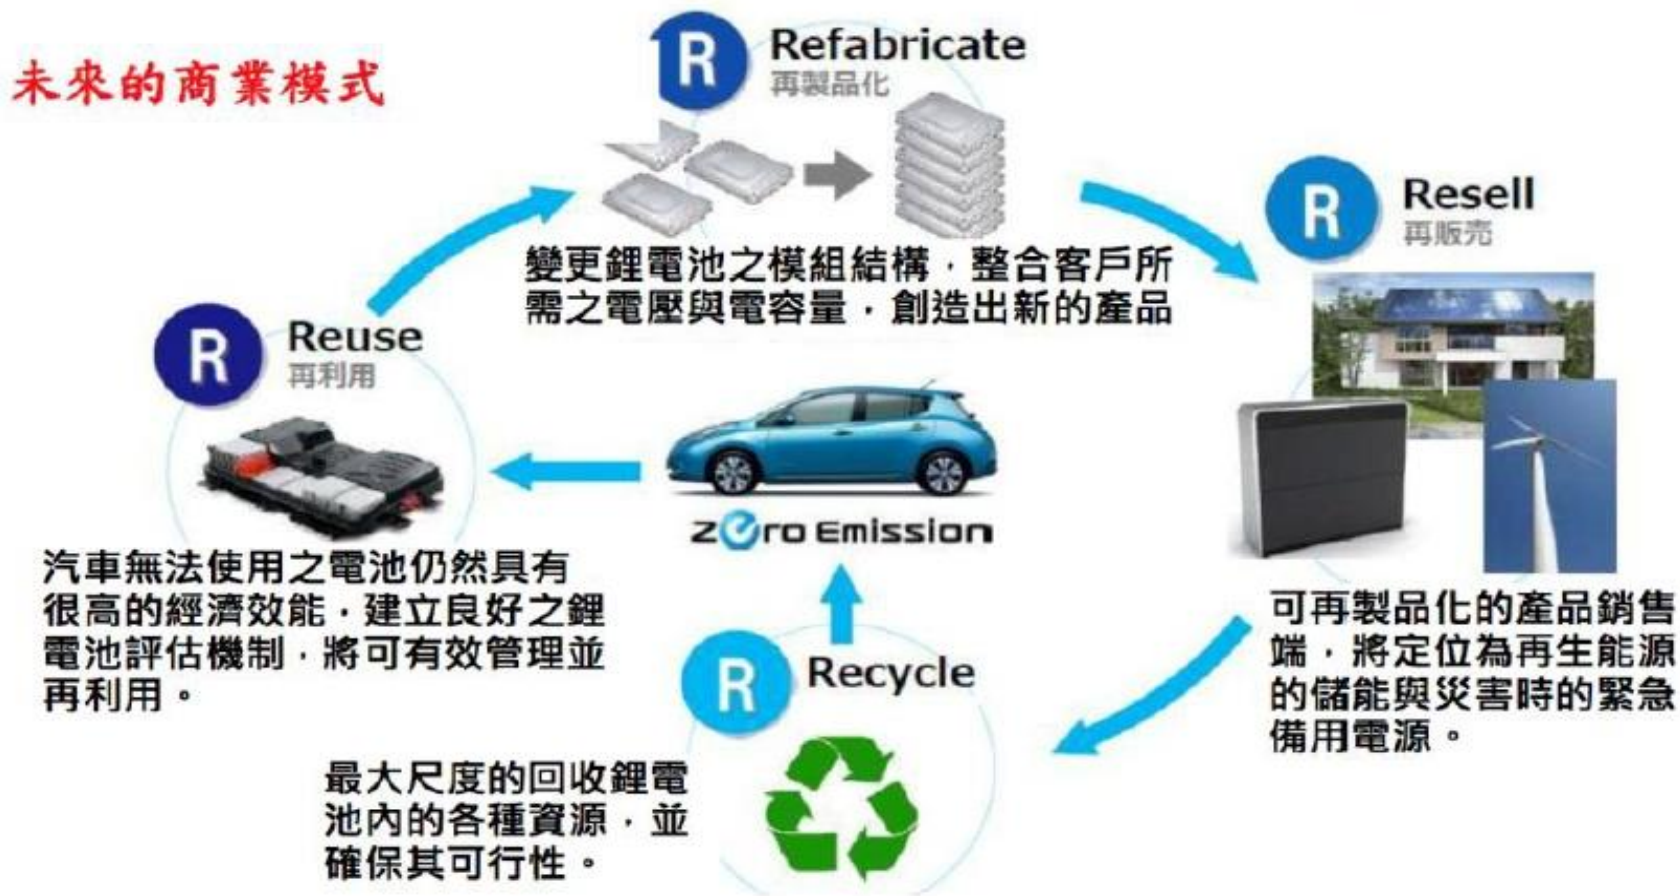 未來的商業模式
R
Refabricate
再製品化
變更鋰電池之模組結構，整合客戶所
需之電壓與電容量，創造出新的產品
R
Resell
再販売
可再製品化的產品銷售
端，將定位為再生能源
的儲能與災害時的緊急
備用電源。
R
Reuse
再利用
汽車無法使用之電池仍然具有
很高的經濟效能，建立良好之鋰
電池評估機制，將可有效管理並
再利用。
zero Emission
R
Recycle
最大尺度的回收鋰電
池內的各種資源，並
確保其可行性。